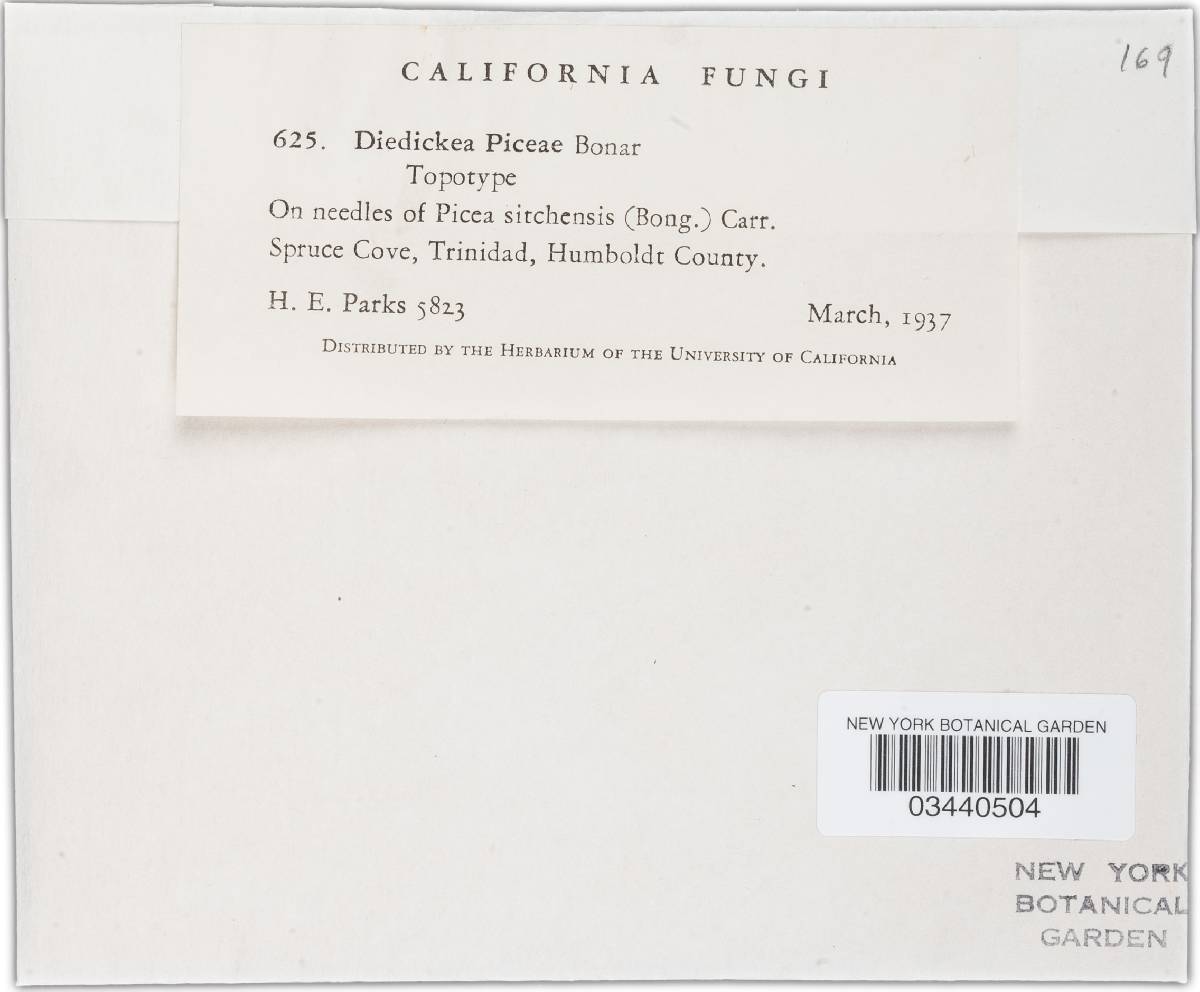 169
CALIFORNIA FUNGI
625. Diedickea Piceae Bonar
Topotype
On needles of Picea sitchensis (Bong.) Carr.
Spruce Cove, Trinidad, Humboldt County.
H. E. Parks 5823 March, 1937
DISTRIBUTED BY THE HERBARIUM OF THE UNIVERSITY OF CALIFORNIA
NEW YORK BOTANICAL GARDEN
03440504
NEW YORK
BOTANICAL
GARDEN